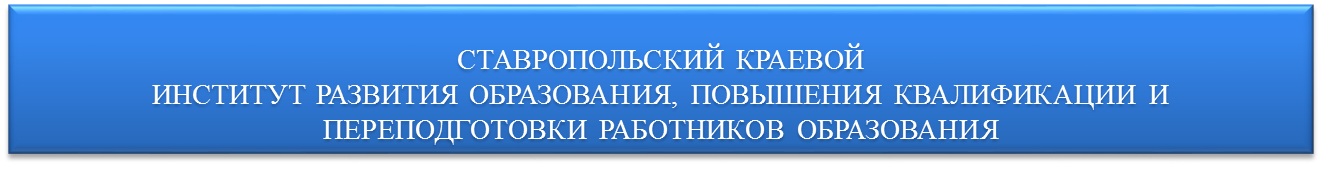 СТАВРОПОЛЬСКИЙ КРАЕВОЙ
ИНСТИТУТ РАЗВИТИЯ ОБРАЗОВАНИЯ, ПОВЫШЕНИЯ КВАЛИФИКАЦИИ И
ПЕРЕПОДГОТОВКИ РАБОТНИКОВ ОБРАЗОВАНИЯ